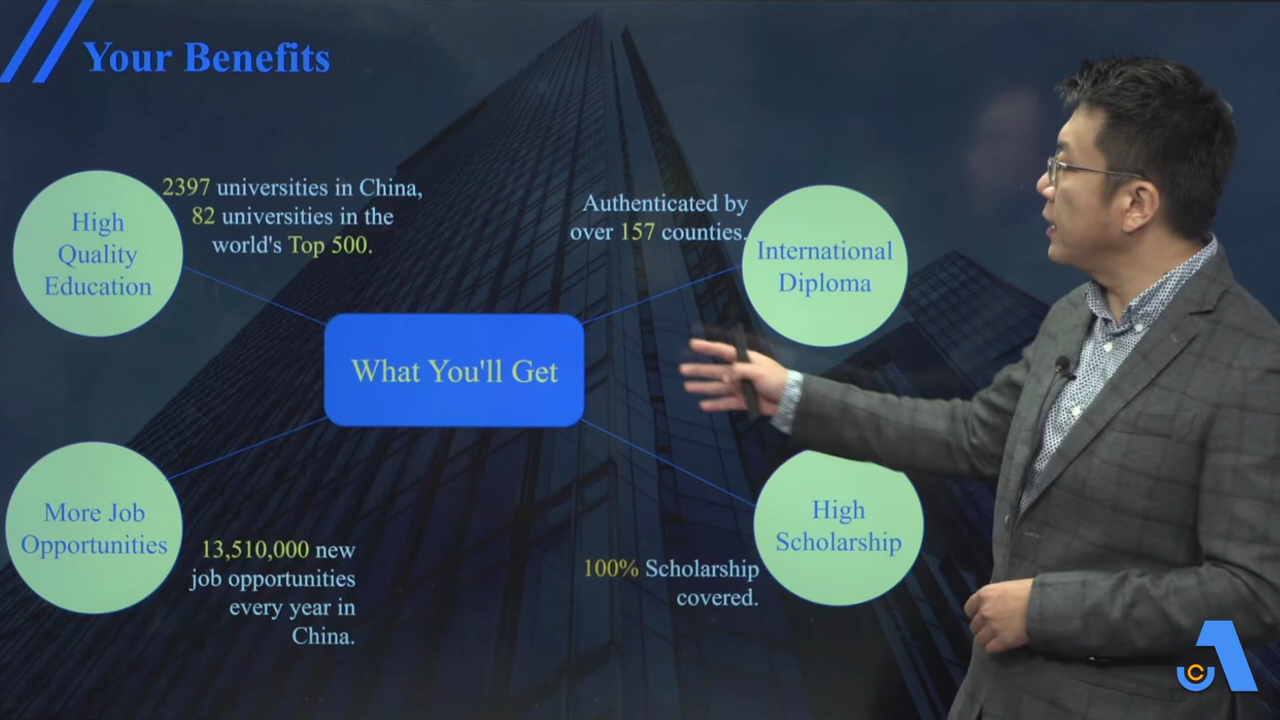 Your Benefits
High
Quality
Education
2397 universities in China,
82 universities in the
world's Top 500.
Authenticated by
over 157 counties.
International
Diploma
What You'll Get
More Job
Opportunities
13,510,000 new
job opportunities
every year in
China.
100% Scholarship
covered.
High
Scholarship
C